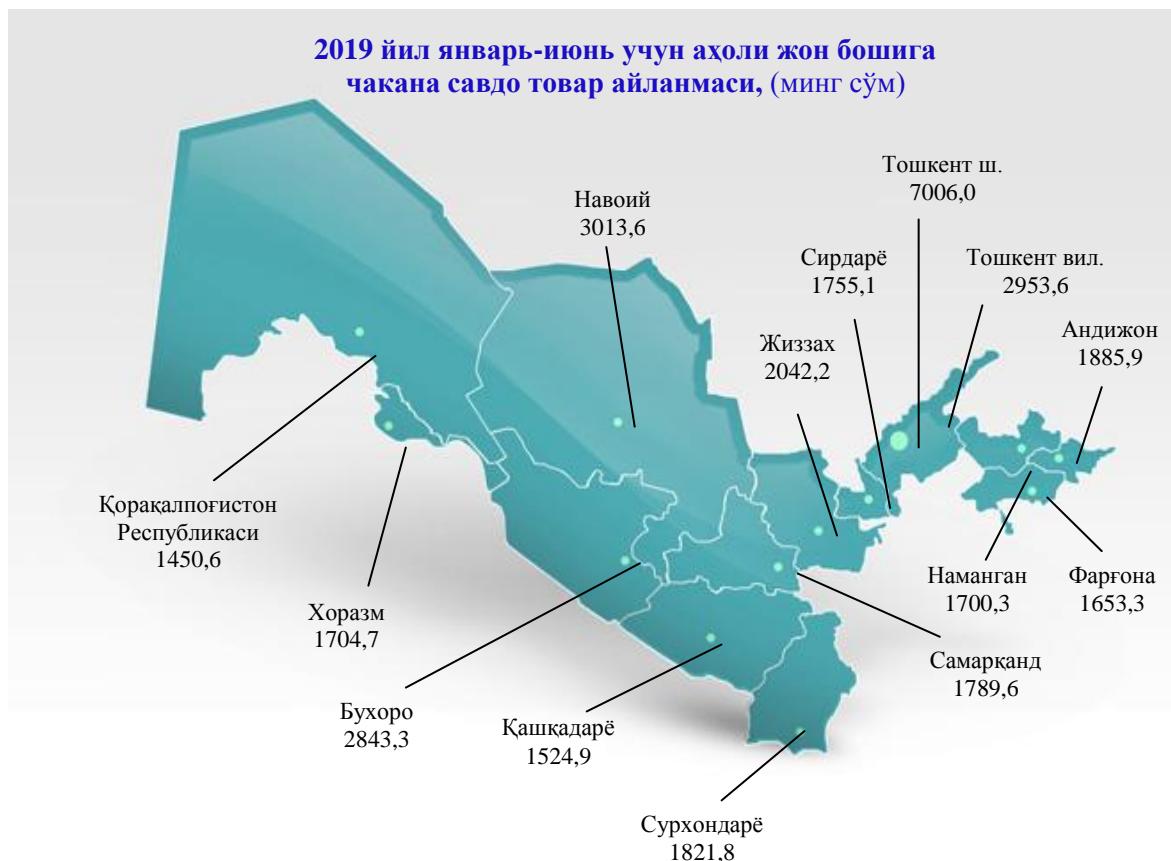 2019 йил январь-июнь учун аҳоли жон бошига
чакана савдо товар айланмаси, (минг сўм)
Тошкент ш.
7006,0
Навоий
3013,6
Сирдарё
1755,1
Тошкент вил.
2953,6
Андижон
1885,9
Жиззах
2042,2
Қорақалпоғистон
Республикаси
1450,6
Наманган
1700,3
Фарғона
1653,3
Хоразм
1704,7
Самарқанд
1789,6
Бухоро
2843,3
Қашқадарё
1524,9
Сурхондарё
1821,8